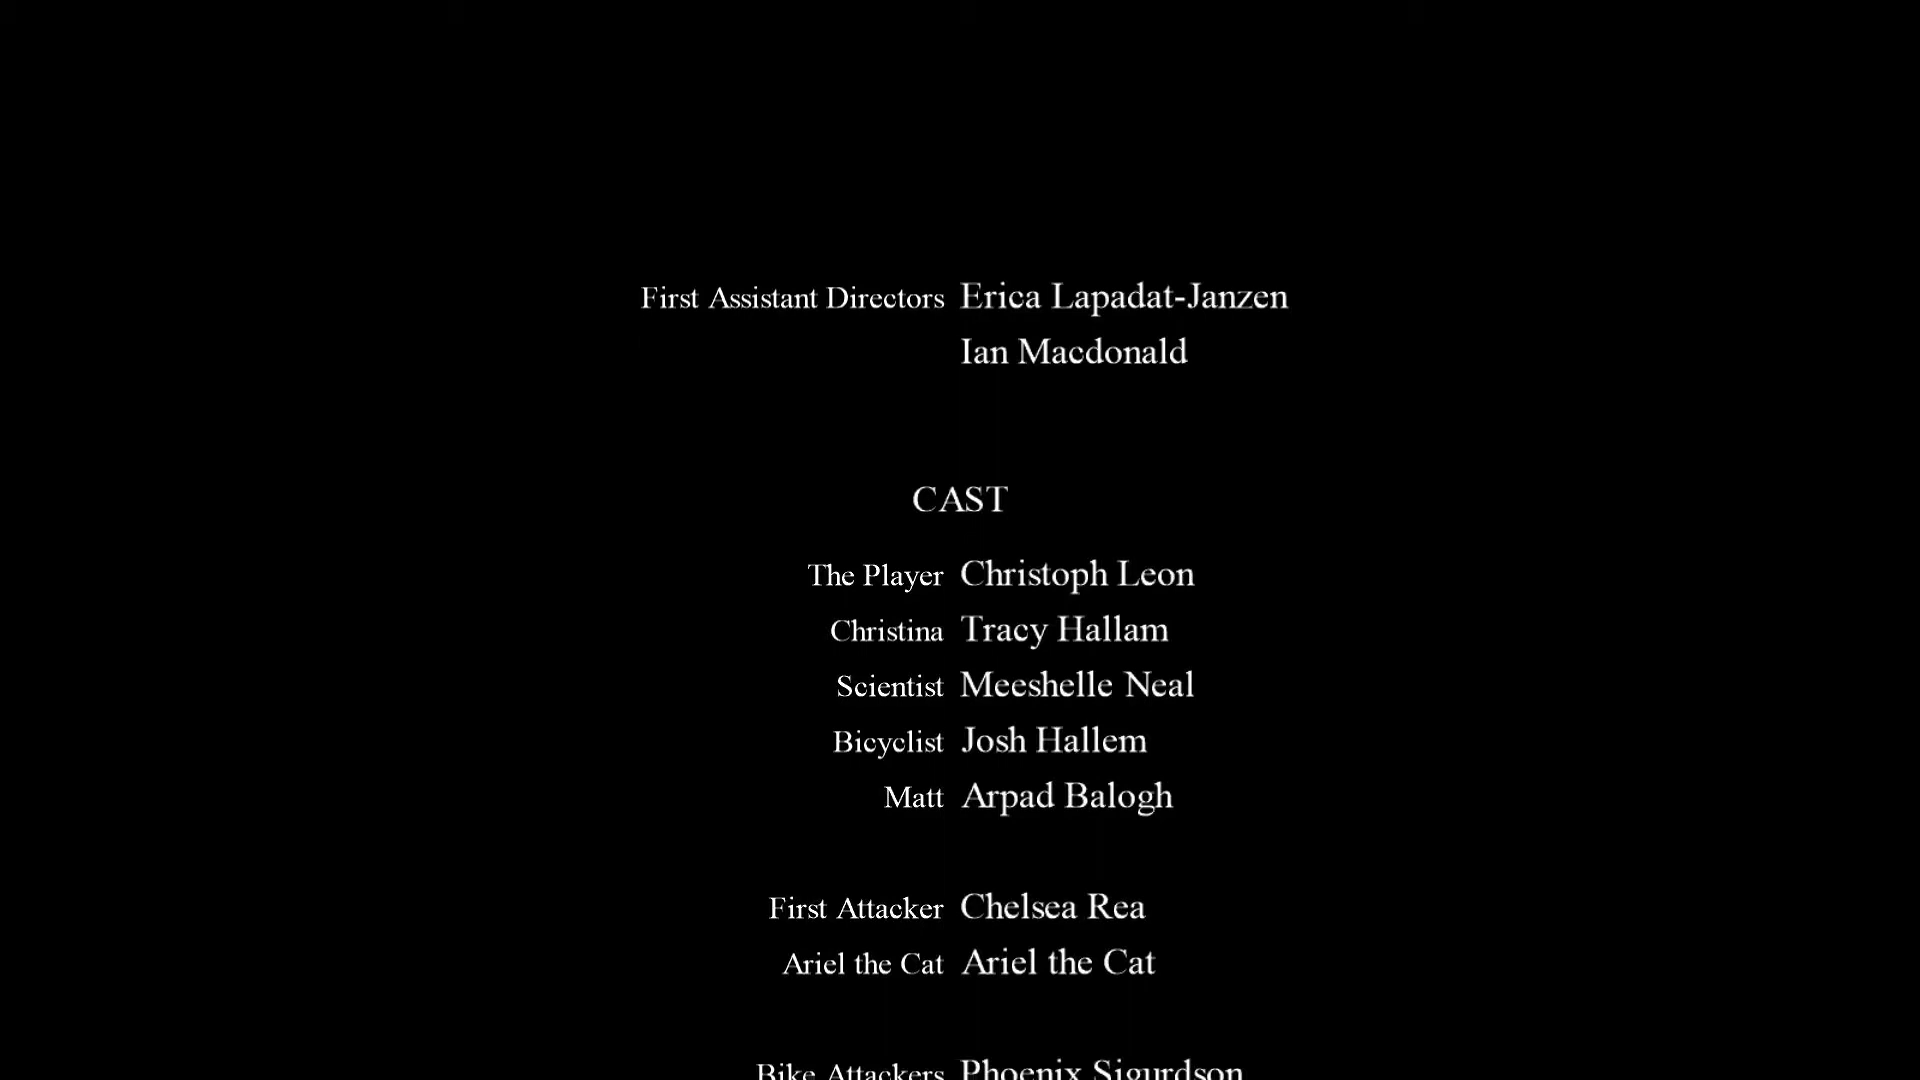 First Assistant Directors Erica Lapadat-Janzen
Ian Macdonald
CAST
The Player Christoph Leon
Christina Tracy Hallam
Scientist Meeshelle Neal
Bicyclist Josh Hallem
Matt Arpad Balogh
First Attacker Chelsea Rea
Ariel the Cat Ariel the Cat
Bike Attackers Phoenix Sigurdson